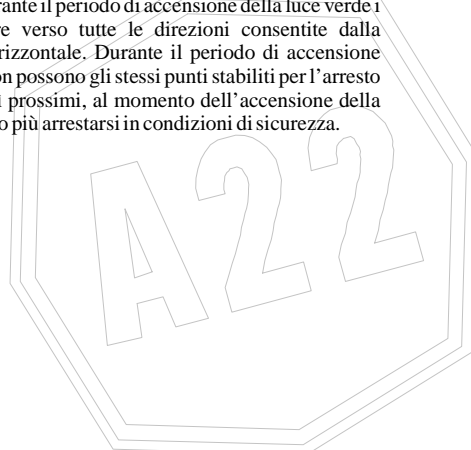 rante il periodo di accensione della luce verde i
re verso tutte le direzioni consentite dalla
rizzontale. Durante il periodo di accensione
on possono gli stessi punti stabiliti per l'arresto
ì prossimi, al momento dell'accensione della
o più arrestarsi in condizioni di sicurezza.
A22